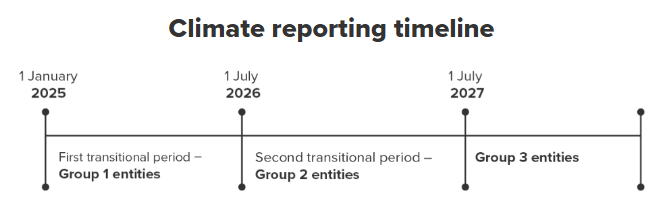 Climate reporting timeline
1 January
2025
1 July
2026
1 July
2027
First transitional period –
Group 1 entities
Second transitional period –
Group 2 entities
Group 3 entities